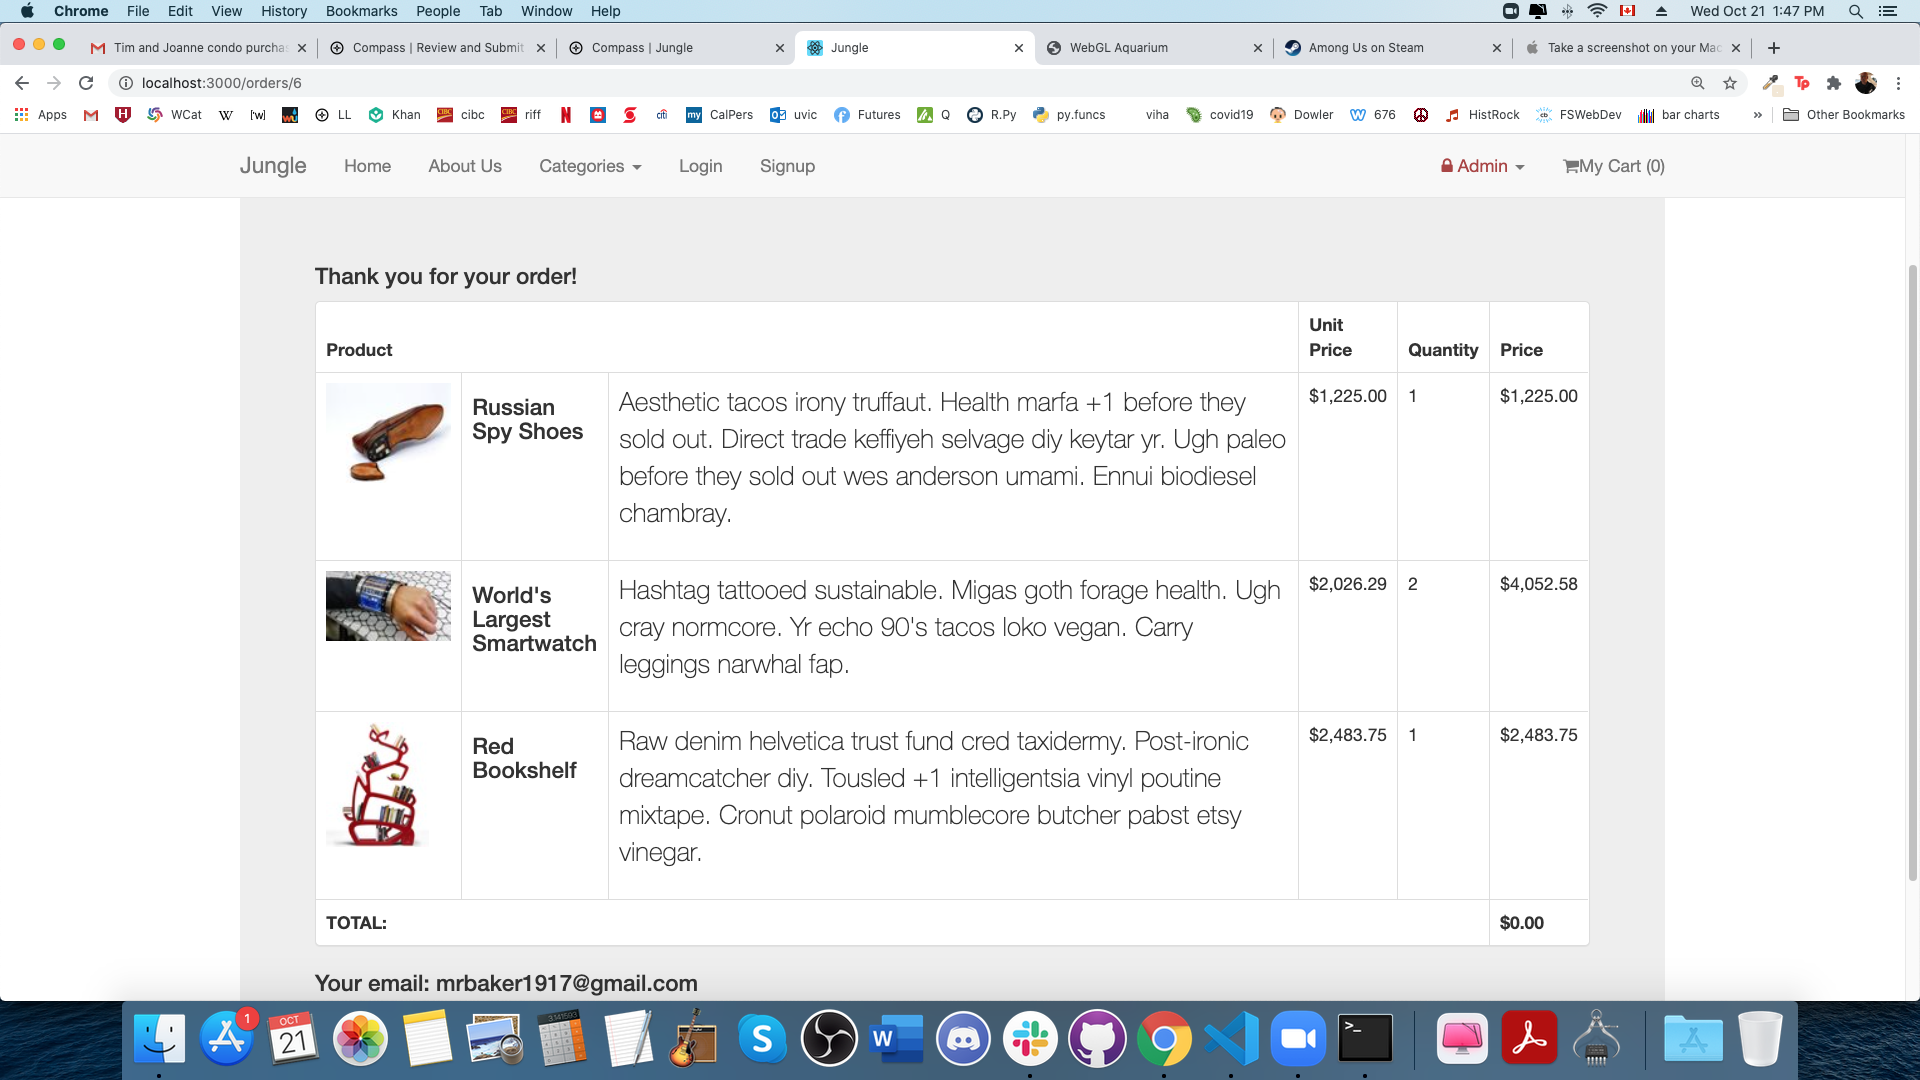 Chrome File Edit View History Bookmarks People Tab Window Help Wed Oct 21 1:47 PM
Tim and Joanne condo purcha Compass | Review and Submit Compass | Jungle Jungle WebGL Aquarium Among Us on Steam Take a screenshot on your Mac
localhost:3000/orders/6
Apps WCat LL Khan cibc riff CalPers uvic Futures Q R.Py py.funcs viha covid19 Dowler 676 HistRock FSWebDev bar charts » Other Bookmarks
Jungle Home About Us Categories Login Signup Admin My Cart (0)
Thank you for your order!
Product Unit Price Quantity Price
Russian
Spy Shoes
Aesthetic tacos irony truffaut. Health marfa +1 before they
sold out. Direct trade keffiyeh selvage diy keytar yr. Ugh paleo
before they sold out wes anderson umami. Ennui biodiesel
chambray.
$1,225.00 1 $1,225.00
World's
Largest
Smartwatch
Hashtag tattooed sustainable. Migas goth forage health. Ugh
cray normcore. Yr echo 90's tacos loko vegan. Carry
leggings narwhal fap.
$2,026.29 2 $4,052.58
Red
Bookshelf
Raw denim helvetica trust fund cred taxidermy. Post-ironic
dreamcatcher diy. Tousled +1 intelligentsia vinyl poutine
mixtape. Cronut polaroid mumblecore butcher pabst etsy
vinegar.
$2,483.75 1 $2,483.75
TOTAL: $0.00
Your email: mrbaker1917@gmail.com
1
OCT
21